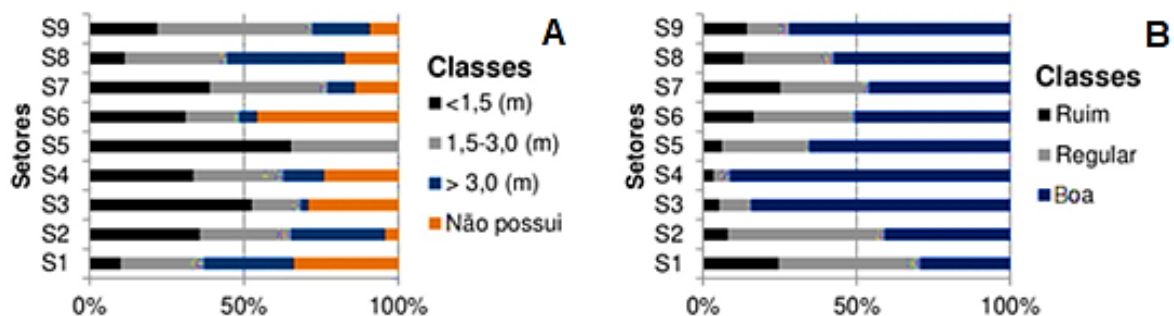 A
Setores
S9
S8
S7
S6
S5
S4
S3
S2
S1
0% 50% 100%
Classes
<1,5 (m)
1,5-3,0 (m)
> 3,0 (m)
Não possui
B
Setores
S9
S8
S7
S6
S5
S4
S3
S2
S1
0% 50% 100%
Classes
Ruim
Regular
Boa